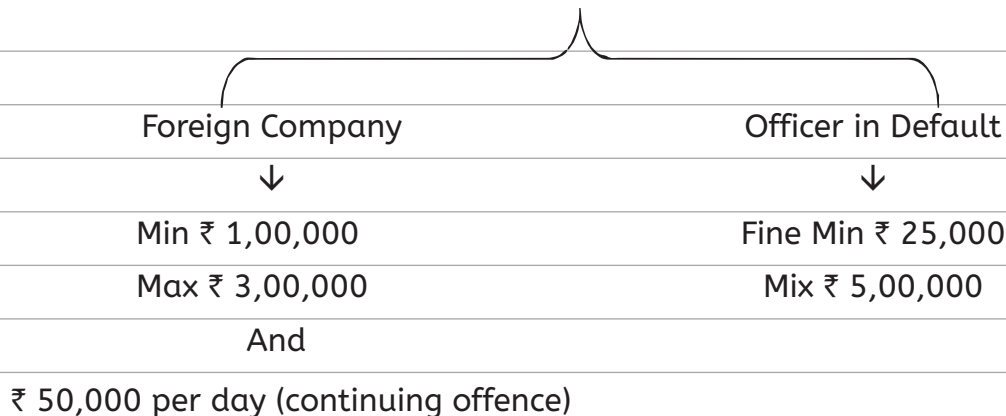 Foreign Company Officer in Default
↓ ↓
Min ₹ 1,00,000 Fine Min ₹ 25,000
Max ₹ 3,00,000 Mix ₹ 5,00,000
And
₹ 50,000 per day (continuing offence)